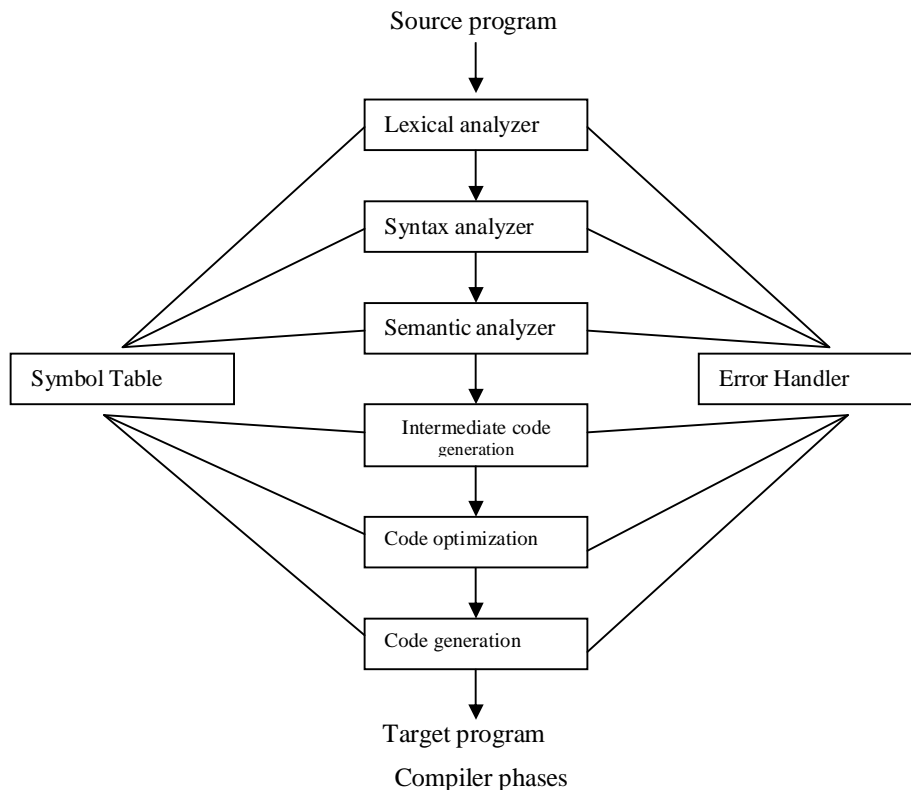 Source program
Lexical analyzer
Syntax analyzer
Semantic analyzer
Symbol Table
Error Handler
Intermediate code
generation
Code optimization
Code generation
Target program
Compiler phases